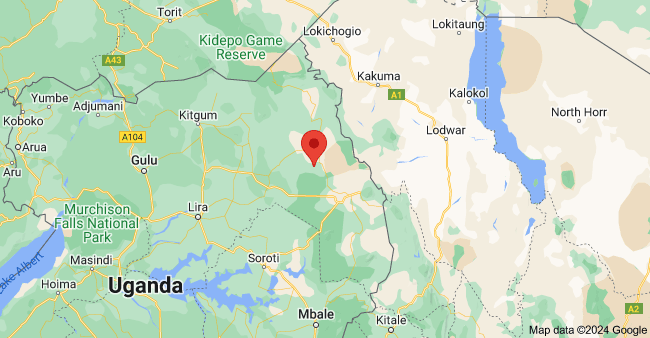 Torit
Lokitaung
Lokichogio
Kidepo Game
Reserve
A43
Kakuma
Yumbe
Adjumani
A1
Kalokol
Koboko
Kitgum
North Horr
A104
Lodwar
Arua
Gulu
Aru
Murchison
Falls National
Park
Lira
Lake Albert
Masindi
Soroti
Hoima
Uganda
Mbale
Kitale
A2
Map data ©2024 Google